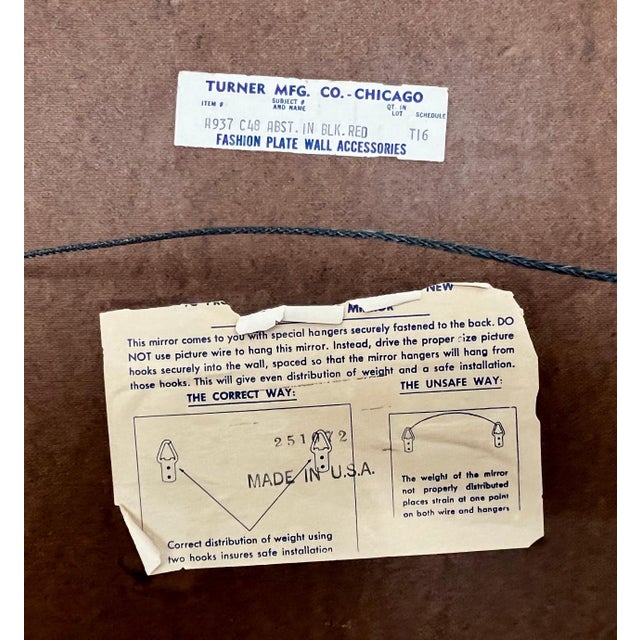 TURNER MFG. CO.-CHICAGO
ITEM # SUBJECT # AND NAME QT. IN LOT SCHEDULE
A937 C48 ABST. IN BLK. RED T16
FASHION PLATE WALL ACCESSORIES
NEW
This mirror comes to you with special hangers securely fastened to the back. DO
NOT use picture wire to hang this mirror. Instead, drive the proper size picture
hooks securely into the wall, spaced so that the mirror hangers will hang from
those hooks. This will give even distribution of weight and a safe installation.
THE CORRECT WAY: THE UNSAFE WAY:
MADE IN U.S.A.
Correct distribution of weight using
two hooks insures safe installation
The weight of the mirror
not properly distributed
places strain at one point
on both wire and hangers